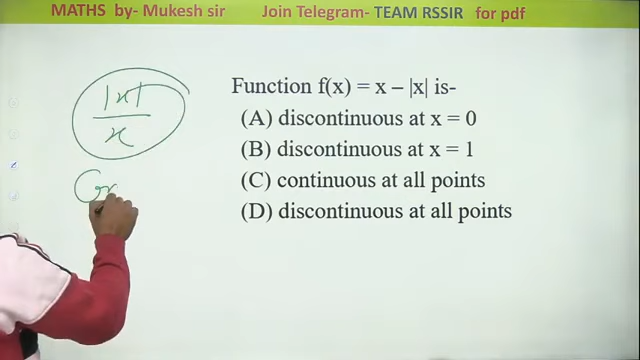 MATHS by- Mukesh sir Join Telegram- TEAM RSSIR for pdf
|x|
x
Function f(x) = x – |x| is-
(A) discontinuous at x = 0
(B) discontinuous at x = 1
(C) continuous at all points
(D) discontinuous at all points